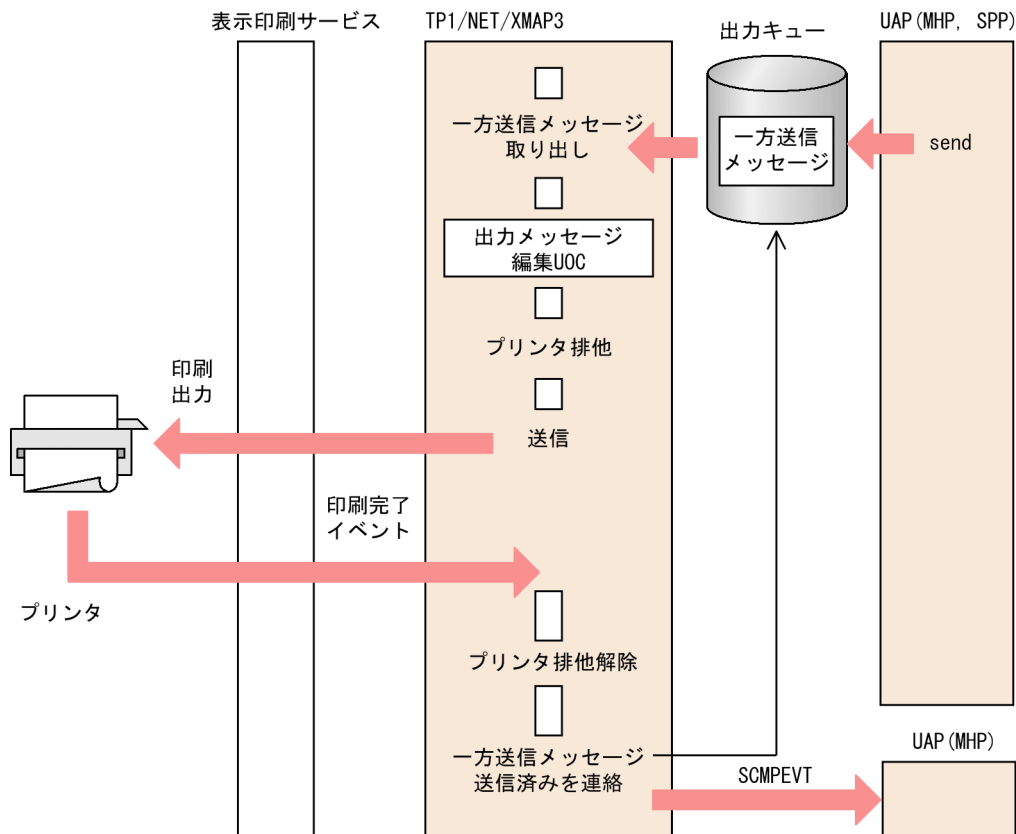 表示印刷サービス
TP1/NET/XMAP3
出力キュー
UAP(MHP, SPP)
一方送信メッセージ
取り出し
一方送信
メッセージ
send
出力メッセージ
編集UOC
プリンタ排他
印刷
出力
送信
印刷完了
イベント
プリンタ
プリンタ排他解除
一方送信メッセージ
送信済みを連絡
SCMPEVT
UAP(MHP)